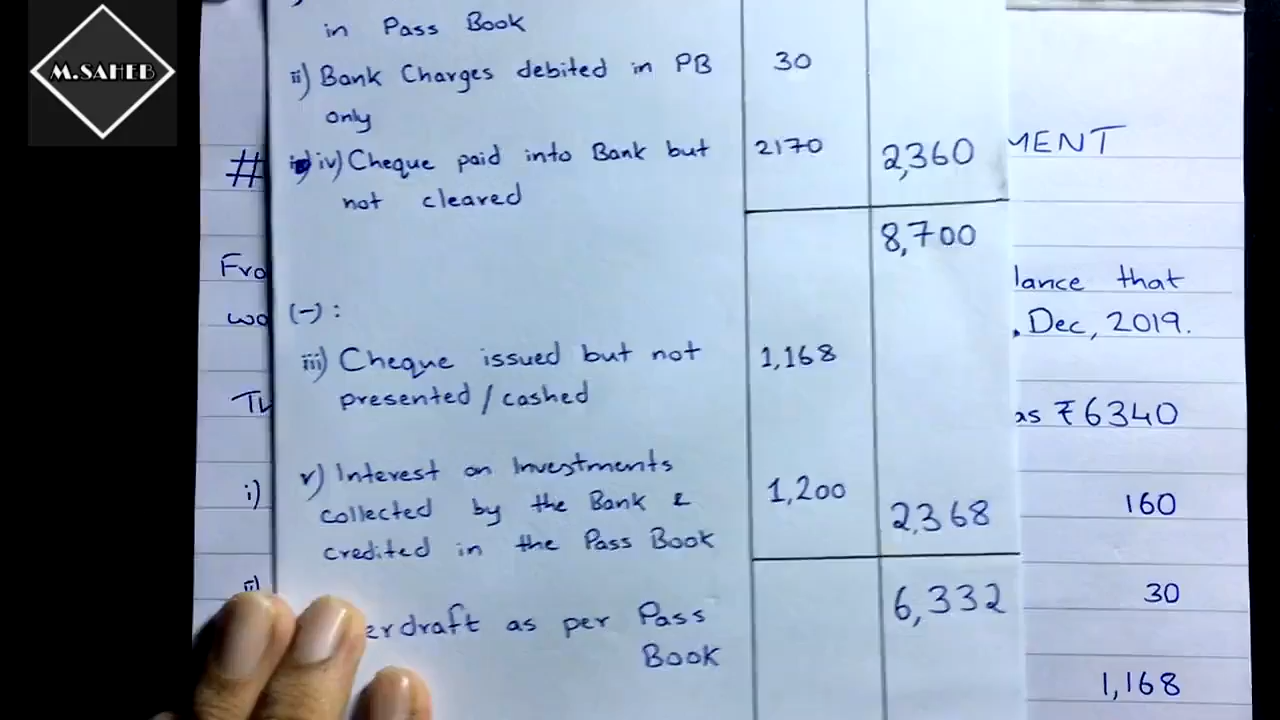 M.SAHEB
in Pass Book
ii) Bank Charges debited in PB 30
only
iv) Cheque paid into Bank but 2170 2,360
not cleared
8,700
(-) :
iii) Cheque issued but not 1,168
presented / cashed
v) Interest on Investments
collected by the Bank & 1,200 2,368
credited in the Pass Book
erdraft as per Pass 6,332
Book
#
MENT
Fro
lance that
wo
. Dec, 2019.
as ₹6340
i) 160
ii) 30
1,168